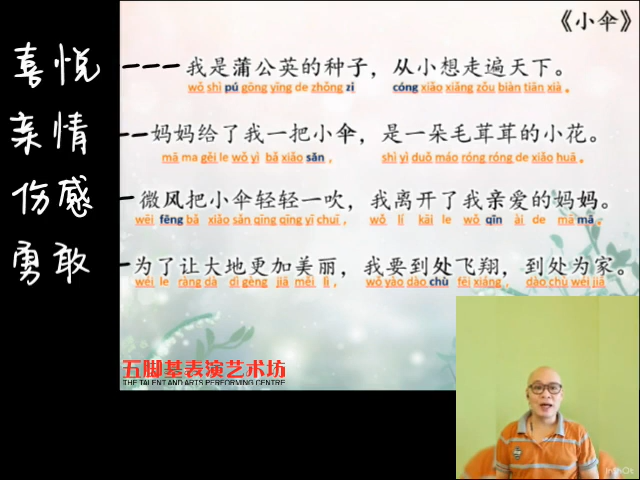 《小伞》
喜悦 --- 我是蒲公英的种子，从小想走遍天下。
wǒ shì pú gōng yīng de zhǒng zi cóng xiǎo xiǎng zǒu biàn tiān xià 。
亲情 -- 妈妈给了我一把小伞，是一朵毛茸茸的小花。
mā ma gěi le wǒ yì bǎ xiǎo sǎn , shì yì duǒ máo róng róng de xiǎo huā 。
伤感 - 微风把小伞轻轻一吹，我离开了我亲爱的妈妈。
wēi fēng bǎ xiǎo sǎn qīng qīng yī chuī , wǒ lí kāi le wǒ qīn ài de mā mā 。
勇敢 - 为了让大地更加美丽，我要到处飞翔，到处为家。
wèi le ràng dà dì gèng jiā měi lì , wǒ yào dào chù fēi xiáng , dào chù wéi jiā
五脚基表演艺术坊
THE TALENT AND ARTS PERFORMING CENTRE
InShOt